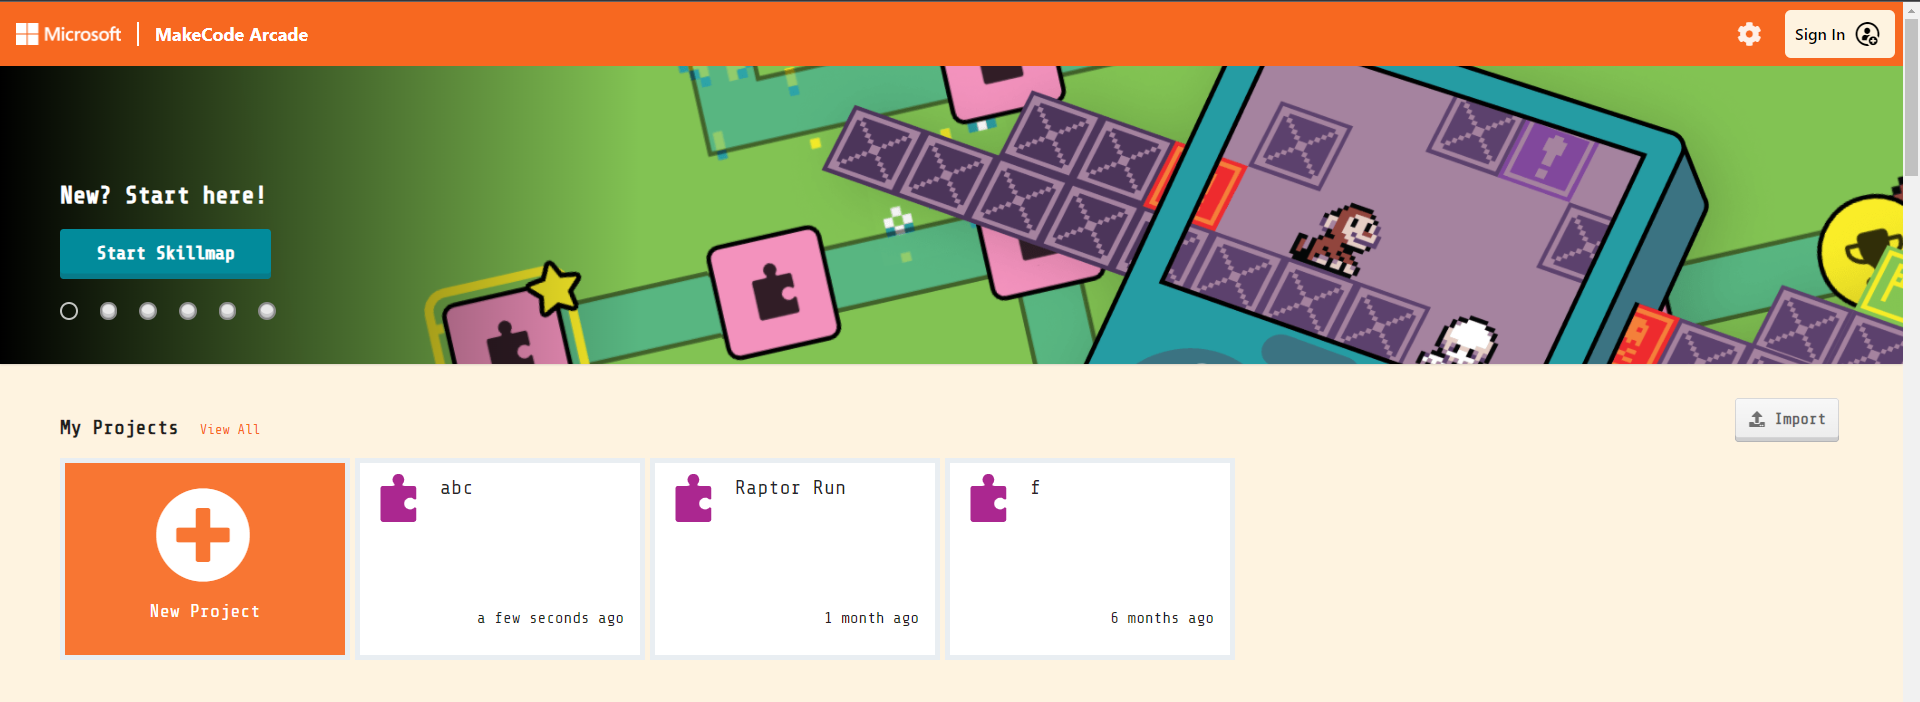 Microsoft | MakeCode Arcade
Sign In
New? Start here!
Start Skillmap
My Projects View All
Import
New Project
abc
a few seconds ago
Raptor Run
1 month ago
f
6 months ago